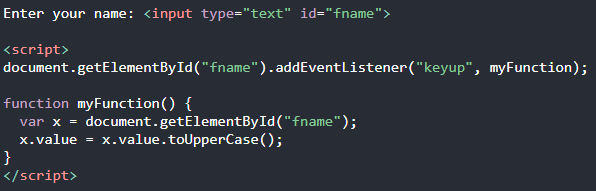 Enter your name: <input type="text" id="fname">
<script>
document.getElementById("fname").addEventListener("keyup", myFunction);
function myFunction() {
  var x = document.getElementById("fname");
  x.value = x.value.toUpperCase();
}
</script>